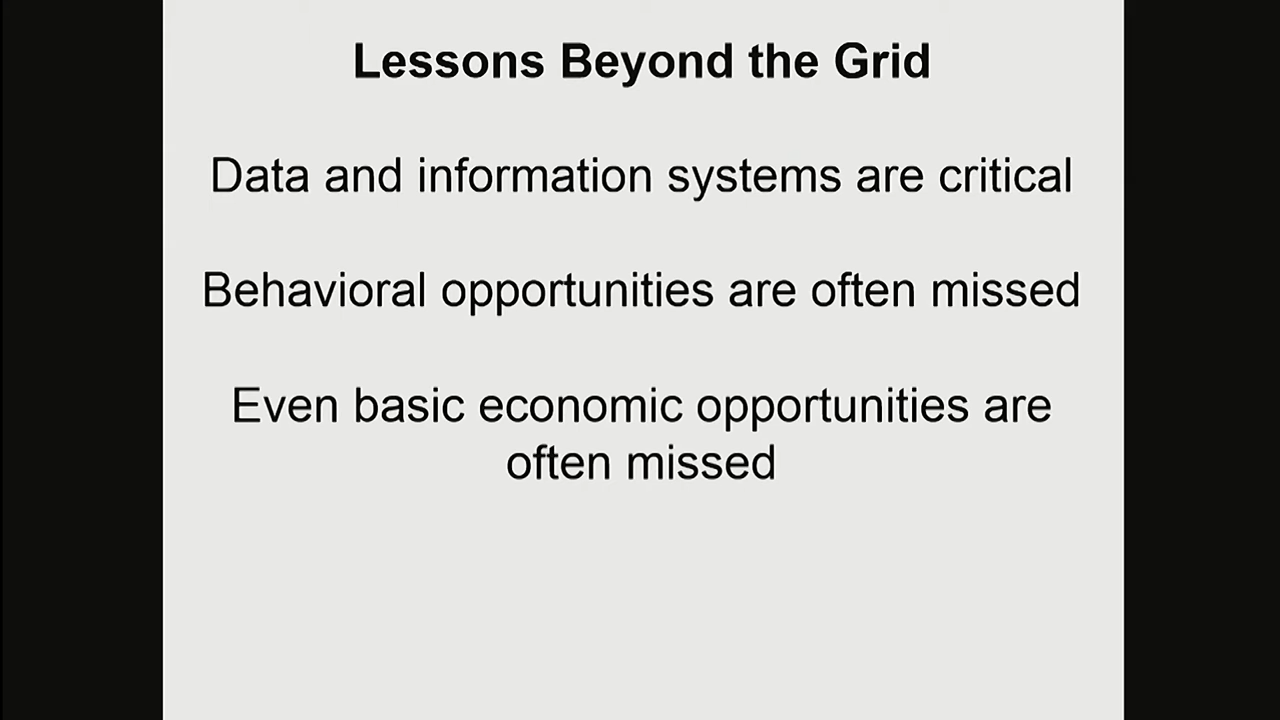 Lessons Beyond the Grid
Data and information systems are critical
Behavioral opportunities are often missed
Even basic economic opportunities are
often missed